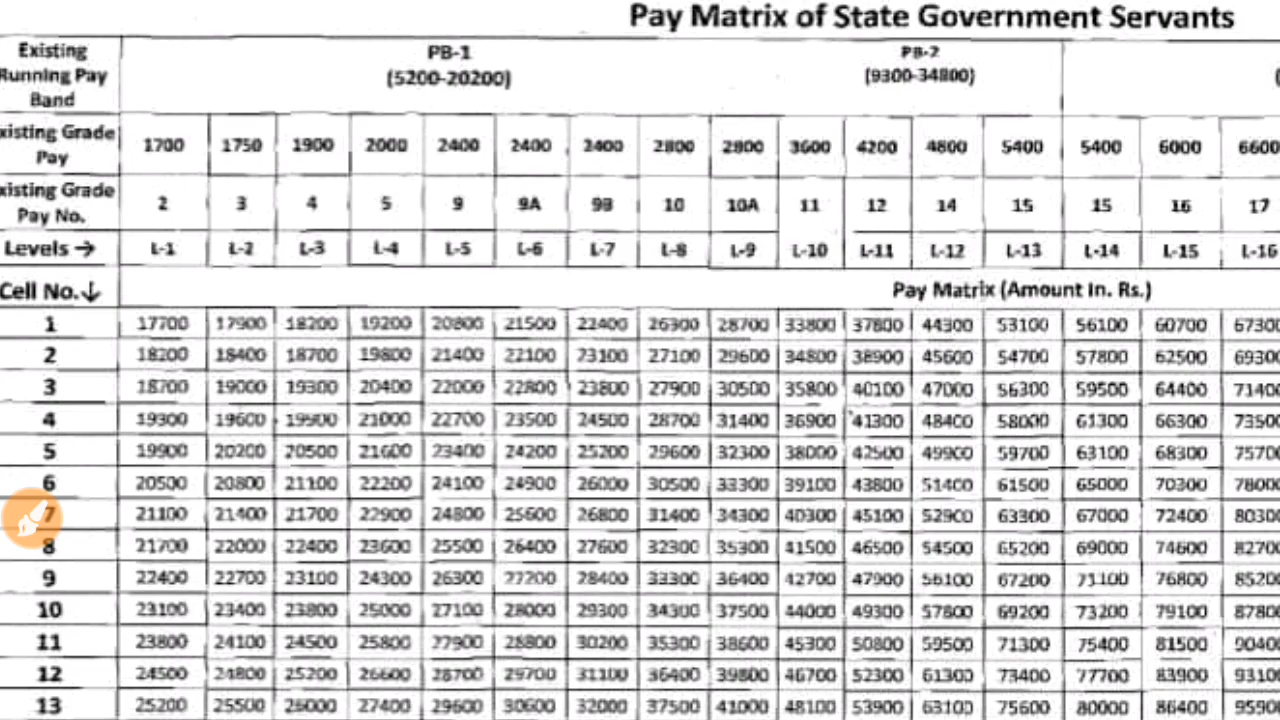 Pay Matrix of State Government Servants
Existing Running Pay Band PB-1 (5200-20200) PB-2 (9300-34800) (
xisting Grade Pay 1700 1750 1900 2000 2400 2400 2400 2800 2800 3600 4200 4800 5400 5400 6000 6600
xisting Grade Pay No. 2 3 4 5 9 9A 9B 10 10A 11 12 14 15 15 16 17
Levels → L-1 L-2 L-3 L-4 L-5 L-6 L-7 L-8 L-9 L-10 L-11 L-12 L-13 L-14 L-15 L-16
Cell No.↓ Pay Matrix (Amount In. Rs.)
1 17700 17900 18200 19200 20800 21500 22400 26300 28700 33800 37800 44300 53100 56100 60700 6730
2 18200 18400 18700 19800 21400 22100 23100 27100 29600 34800 38900 45600 54700 57800 62500 6930
3 18700 19000 19300 20400 22000 22800 23800 27900 30500 35800 40100 47000 56300 59500 64400 7140
4 19300 19600 19900 21000 22700 23500 24500 28700 31400 36900 41300 48400 58000 61300 66300 7350
5 19900 20200 20500 21600 23400 24200 25200 29600 32300 38000 42500 49900 59700 63100 68300 7570
6 20500 20800 21100 22200 24100 24900 26000 30500 33300 39100 43800 51400 61500 65000 70300 7800
7 21100 21400 21700 22900 24800 25600 26800 31400 34300 40300 45100 52900 63300 67000 72400 8030
8 21700 22000 22400 23600 25500 26400 27600 32300 35300 41500 46500 54500 65200 69000 74600 8270
9 22400 22700 23100 24300 26300 27200 28400 33300 36400 42700 47900 56100 67200 71100 76800 8520
10 23100 23400 23800 25000 27100 28000 29300 34300 37500 44000 49300 57800 69200 73200 79100 8780
11 23800 24100 24500 25800 27900 28800 30200 35300 38600 45300 50800 59500 71300 75400 81500 9040
12 24500 24800 25200 26600 28700 29700 31100 36400 39800 46700 52300 61300 73400 77700 83900 9310
13 25200 25500 26000 27400 29600 30600 32000 37500 41000 48100 53900 63100 75600 80000 86400 9590